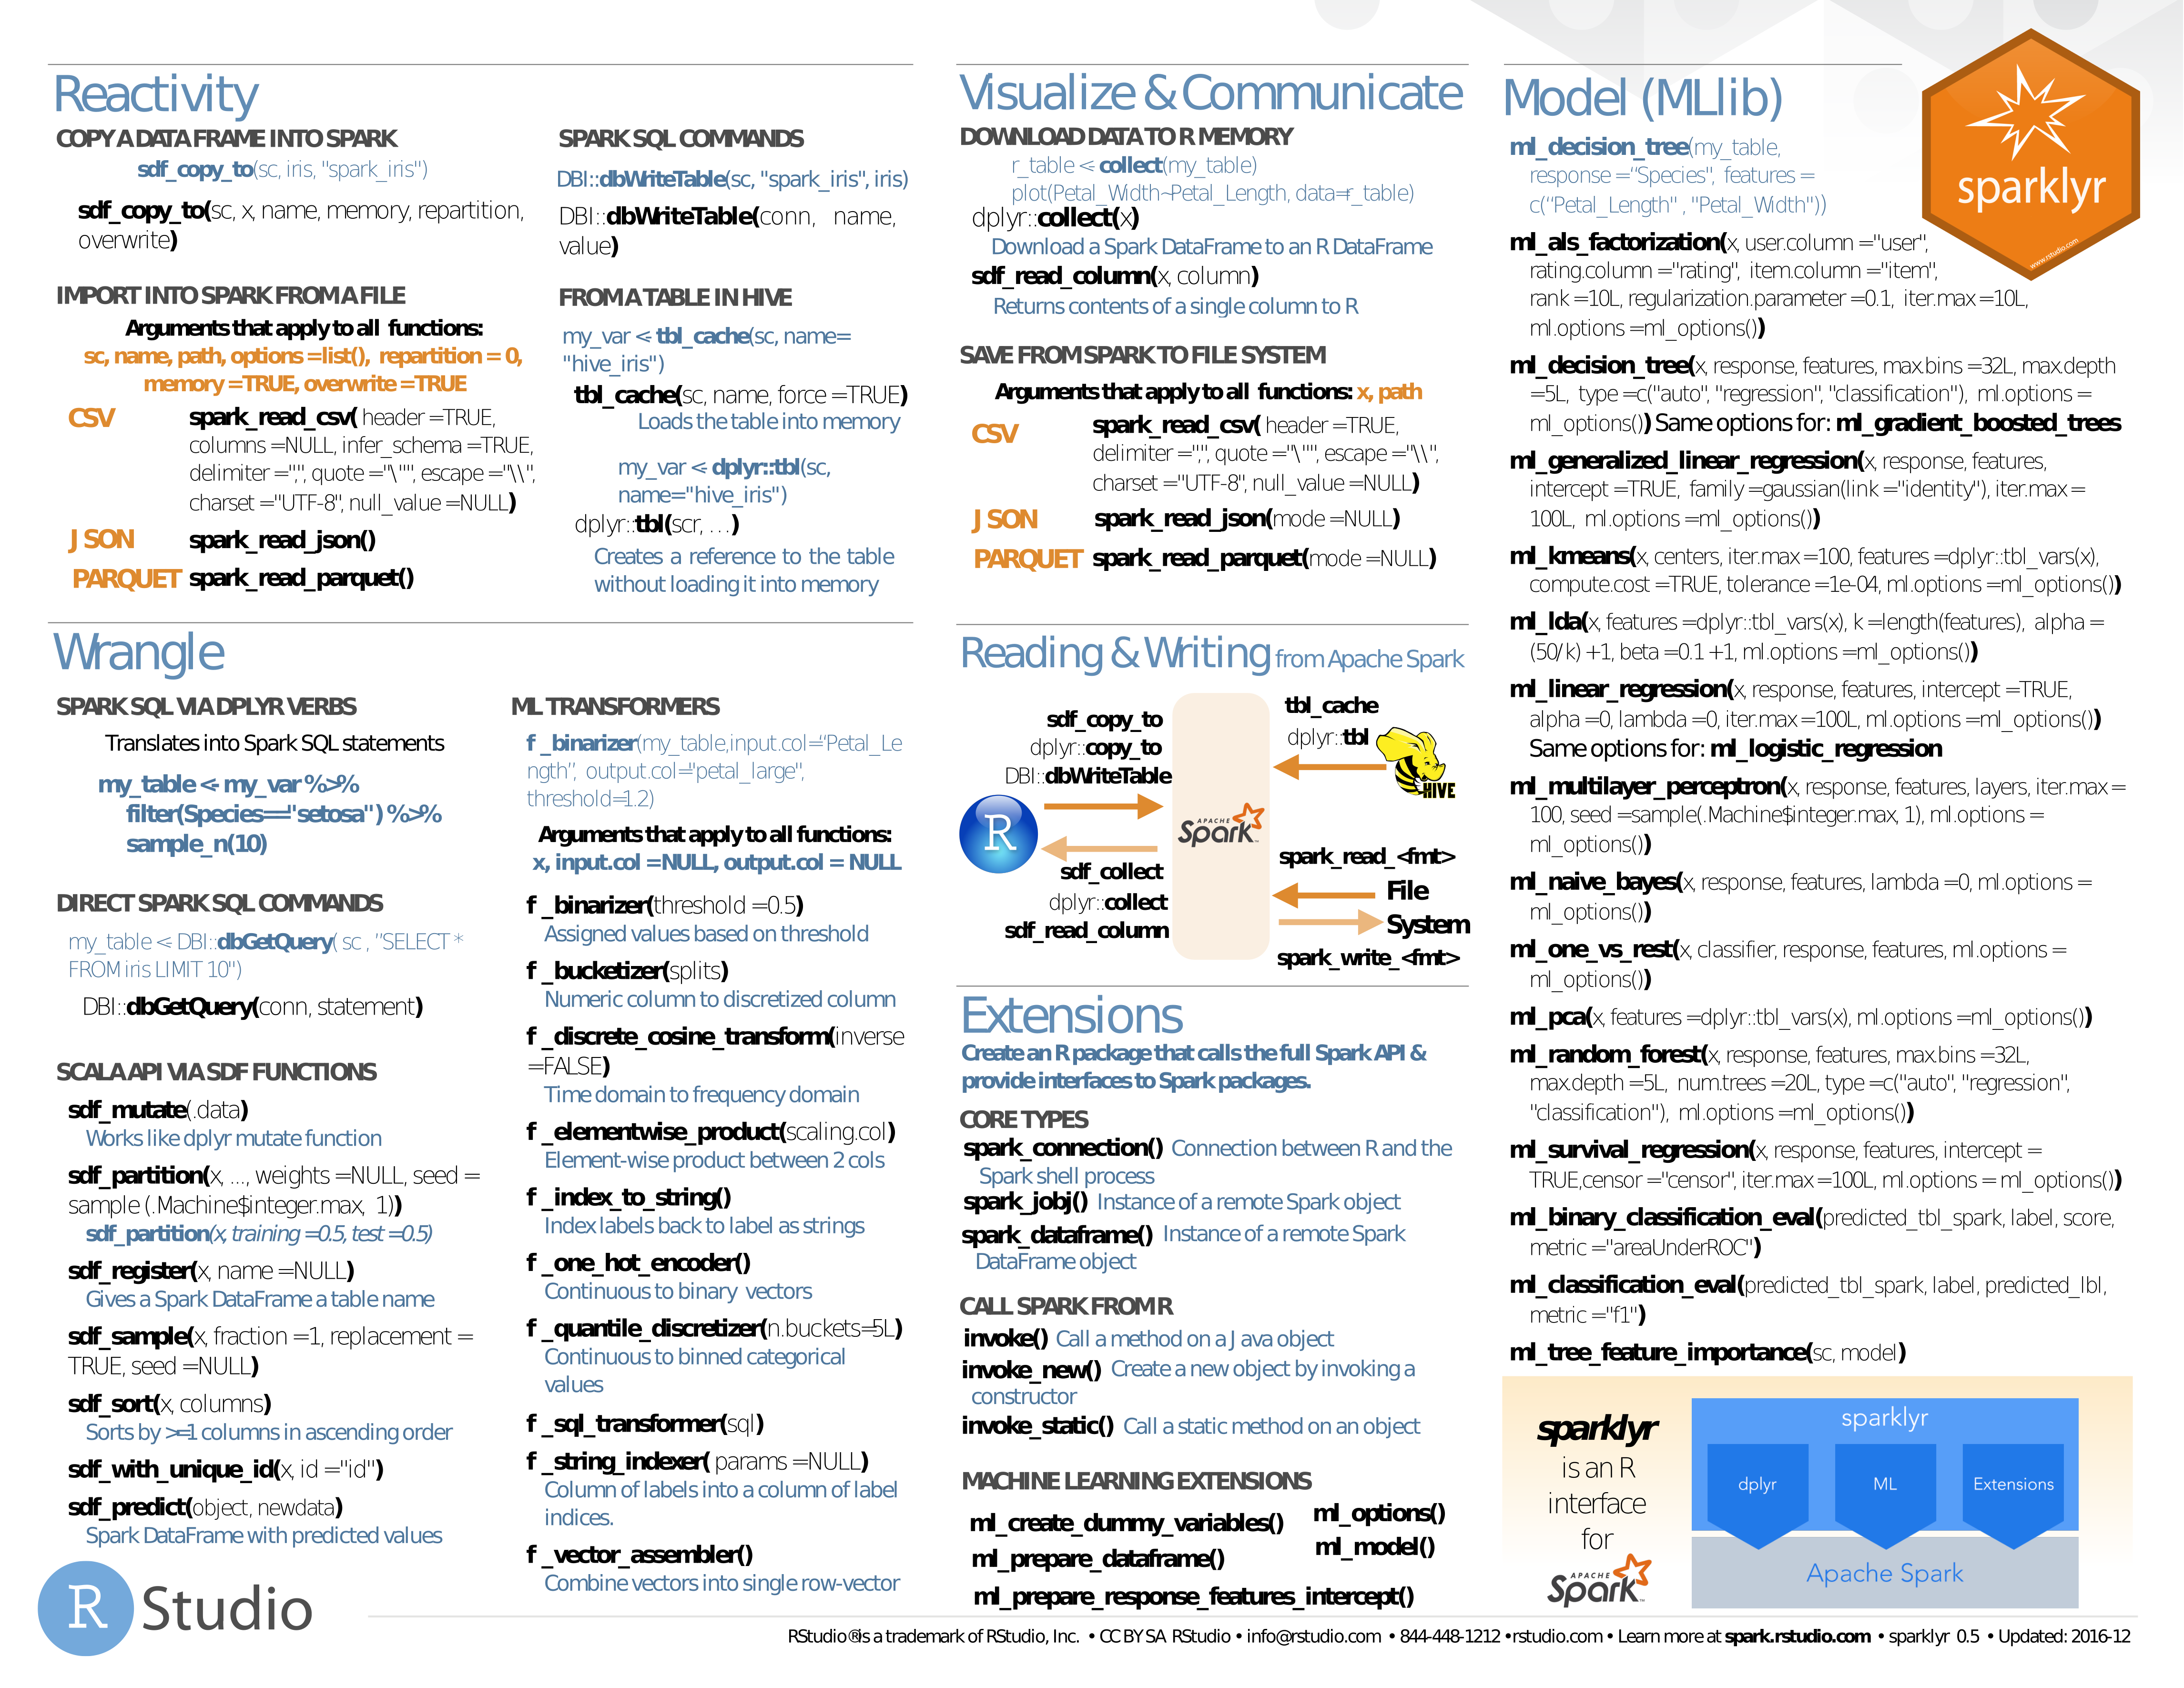 Reactivity
COPY A DATA FRAME INTO SPARK
sdf_copy_to(sc, iris, "spark_iris")
sdf_copy_to(sc, x, name, memory, repartition,
overwrite)
IMPORT INTO SPARK FROM A FILE
Arguments that apply to all functions:
sc, name, path, options =list(), repartition = 0,
memory =TRUE, overwrite =TRUE
CSV
spark_read_csv( header =TRUE,
columns =NULL, infer_schema =TRUE,
delimiter =",", quote ="\"", escape ="\\",
charset ="UTF-8", null_value =NULL)
JSON spark_read_json()
PARQUET spark_read_parquet()
SPARK SQL COMMANDS
DBI::dbWriteTable(sc, "spark_iris", iris)
DBI::dbWriteTable(conn, name,
value)
FROM A TABLE IN HIVE
my_var <- tbl_cache(sc, name=
"hive_iris")
tbl_cache(sc, name, force =TRUE)
Loads the table into memory
my_var <- dplyr::tbl(sc,
name="hive_iris")
dplyr::tbl(scr, …)
Creates a reference to the table
without loading it into memory
Wrangle
SPARK SQL VIA DPLYR VERBS
Translates into Spark SQL statements
my_table <- my_var %>%
filter(Species=="setosa") %>%
sample_n(10)
DIRECT SPARK SQL COMMANDS
my_table <- DBI::dbGetQuery( sc , "SELECT *
FROM iris LIMIT 10")
DBI::dbGetQuery(conn, statement)
SCALA API VIA SDF FUNCTIONS
sdf_mutate(.data)
Works like dplyr mutate function
sdf_partition(x, ..., weights =NULL, seed =
sample (.Machine$integer.max, 1))
sdf_partition(x, training =0.5, test =0.5)
sdf_register(x, name =NULL)
Gives a Spark DataFrame a table name
sdf_sample(x, fraction =1, replacement =
TRUE, seed =NULL)
sdf_sort(x, columns)
Sorts by >=1 columns in ascending order
sdf_with_unique_id(x, id ="id")
sdf_predict(object, newdata)
Spark DataFrame with predicted values
ML TRANSFORMERS
f _binarizer(my_table,input.col="Petal_Le
ngth", output.col="petal_large",
threshold=1.2)
Arguments that apply to all functions:
x, input.col =NULL, output.col = NULL
f _binarizer(threshold =0.5)
Assigned values based on threshold
f _bucketizer(splits)
Numeric column to discretized column
f _discrete_cosine_transform(inverse
=FALSE)
Time domain to frequency domain
f _elementwise_product(scaling.col)
Element-wise product between 2 cols
f _index_to_string()
Index labels back to label as strings
f _one_hot_encoder()
Continuous to binary vectors
f _quantile_discretizer(n.buckets=5L)
Continuous to binned categorical
values
f _sql_transformer(sql)
f _string_indexer( params =NULL)
Column of labels into a column of label
indices.
f _vector_assembler()
Combine vectors into single row-vector
Visualize & Communicate
DOWNLOAD DATA TO R MEMORY
r_table <- collect(my_table)
plot(Petal_Width~Petal_Length, data=r_table)
dplyr::collect(x)
Download a Spark DataFrame to an R DataFrame
sdf_read_column(x, column)
Returns contents of a single column to R
SAVE FROM SPARK TO FILE SYSTEM
Arguments that apply to all functions: x, path
CSV
spark_read_csv( header =TRUE,
delimiter =",", quote ="\"", escape ="\\",
charset ="UTF-8", null_value =NULL)
JSON spark_read_json(mode =NULL)
PARQUET spark_read_parquet(mode =NULL)
Reading & Writing from Apache Spark
sdf_copy_to
dplyr::copy_to
DBI::dbWriteTable
R
sdf_collect
dplyr::collect
sdf_read_column
APACHE
Spark™
tbl_cache
dplyr::tbl
HIVE
spark_read_<fmt>
File
System
spark_write_<fmt>
Extensions
Create an R package that calls the full Spark API &
provide interfaces to Spark packages.
CORE TYPES
spark_connection() Connection between R and the
Spark shell process
spark_jobj() Instance of a remote Spark object
spark_dataframe() Instance of a remote Spark
DataFrame object
CALL SPARK FROM R
invoke() Call a method on a Java object
invoke_new() Create a new object by invoking a
constructor
invoke_static() Call a static method on an object
MACHINE LEARNING EXTENSIONS
ml_create_dummy_variables() ml_options()
ml_prepare_dataframe() ml_model()
ml_prepare_response_features_intercept()
Model (MLlib)
sparklyr
www.rstudio.com
ml_decision_tree(my_table,
response ="Species", features =
c("Petal_Length" , "Petal_Width"))
ml_als_factorization(x, user.column ="user",
rating.column ="rating", item.column ="item",
rank =10L, regularization.parameter =0.1, iter.max =10L,
ml.options =ml_options())
ml_decision_tree(x, response, features, max.bins =32L, max.depth
=5L, type =c("auto", "regression", "classification"), ml.options =
ml_options()) Same options for: ml_gradient_boosted_trees
ml_generalized_linear_regression(x, response, features,
intercept =TRUE, family =gaussian(link ="identity"), iter.max =
100L, ml.options =ml_options())
ml_kmeans(x, centers, iter.max =100, features =dplyr::tbl_vars(x),
compute.cost =TRUE, tolerance =1e-04, ml.options =ml_options())
ml_lda(x, features =dplyr::tbl_vars(x), k =length(features), alpha =
(50/k) +1, beta =0.1 +1, ml.options =ml_options())
ml_linear_regression(x, response, features, intercept =TRUE,
alpha =0, lambda =0, iter.max =100L, ml.options =ml_options())
Same options for: ml_logistic_regression
ml_multilayer_perceptron(x, response, features, layers, iter.max =
100, seed =sample(.Machine$integer.max, 1), ml.options =
ml_options())
ml_naive_bayes(x, response, features, lambda =0, ml.options =
ml_options())
ml_one_vs_rest(x, classifier, response, features, ml.options =
ml_options())
ml_pca(x, features =dplyr::tbl_vars(x), ml.options =ml_options())
ml_random_forest(x, response, features, max.bins =32L,
max.depth =5L, num.trees =20L, type =c("auto", "regression",
"classification"), ml.options =ml_options())
ml_survival_regression(x, response, features, intercept =
TRUE,censor ="censor", iter.max =100L, ml.options = ml_options())
ml_binary_classification_eval(predicted_tbl_spark, label, score,
metric ="areaUnderROC")
ml_classification_eval(predicted_tbl_spark, label, predicted_lbl,
metric ="f1")
ml_tree_feature_importance(sc, model)
sparklyr
is an R
interface
for
APACHE
Spark™
sparklyr
dplyr ML Extensions
Apache Spark
R Studio
RStudio® is a trademark of RStudio, Inc. • CC BY SA RStudio • info@rstudio.com • 844-448-1212 • rstudio.com • Learn more at spark.rstudio.com • sparklyr 0.5 • Updated: 2016-12